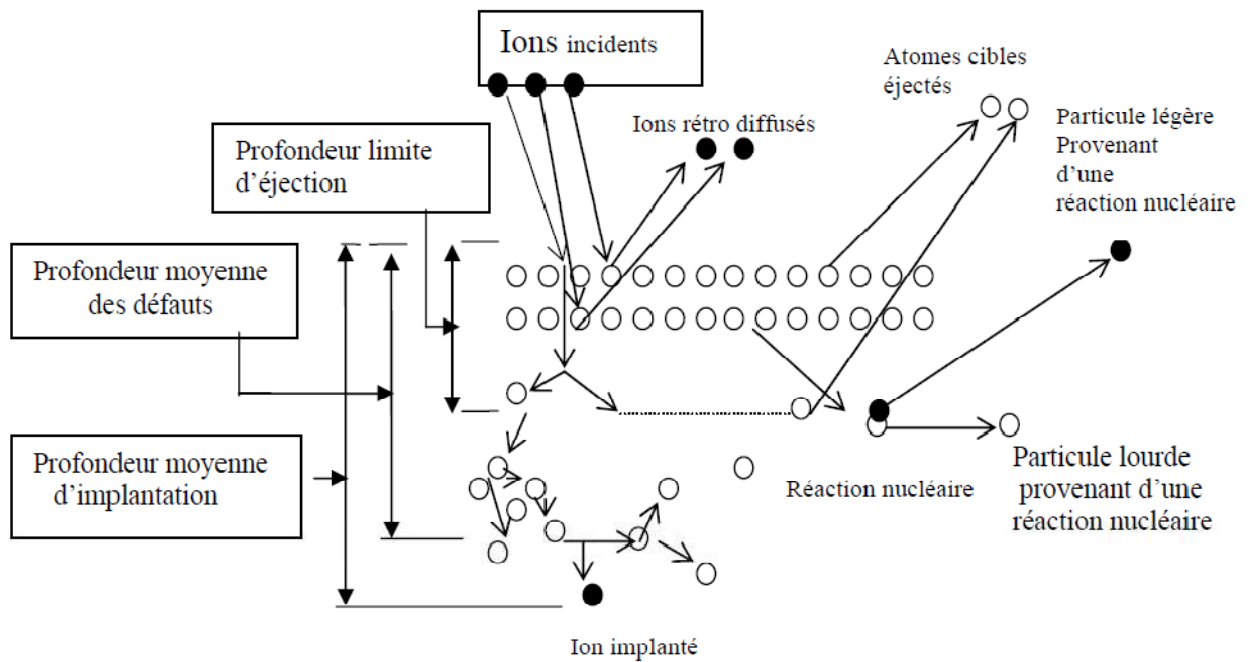 Ions incidents
Atomes cibles
éjectés
Ions rétro diffusés
Particule légère
Provenant
d’une
réaction nucléaire
Profondeur limite
d’éjection
Profondeur moyenne
des défauts
Profondeur moyenne
d’implantation
Réaction nucléaire
Particule lourde
provenant d’une
réaction nucléaire
Ion implanté